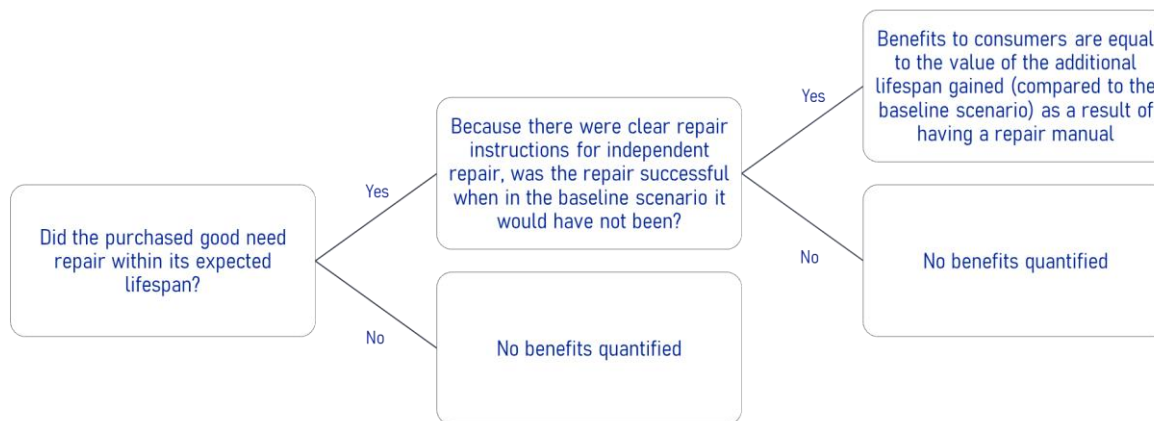 Did the purchased good need
repair within its expected
lifespan?
Yes
No
Because there were clear repair
instructions for independent
repair, was the repair successful
when in the baseline scenario it
would have not been?
No benefits quantified
Yes
No
Benefits to consumers are equal
to the value of the additional
lifespan gained (compared to the
baseline scenario) as a result of
having a repair manual
No benefits quantified